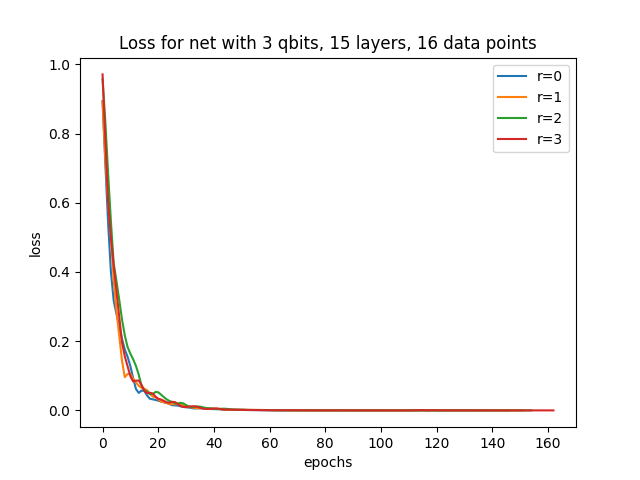 Loss for net with 3 qbits, 15 layers, 16 data points
1.0
0.8
0.6
0.4
0.2
0.0
loss
r=0
r=1
r=2
r=3
0 20 40 60 80 100 120 140 160
epochs